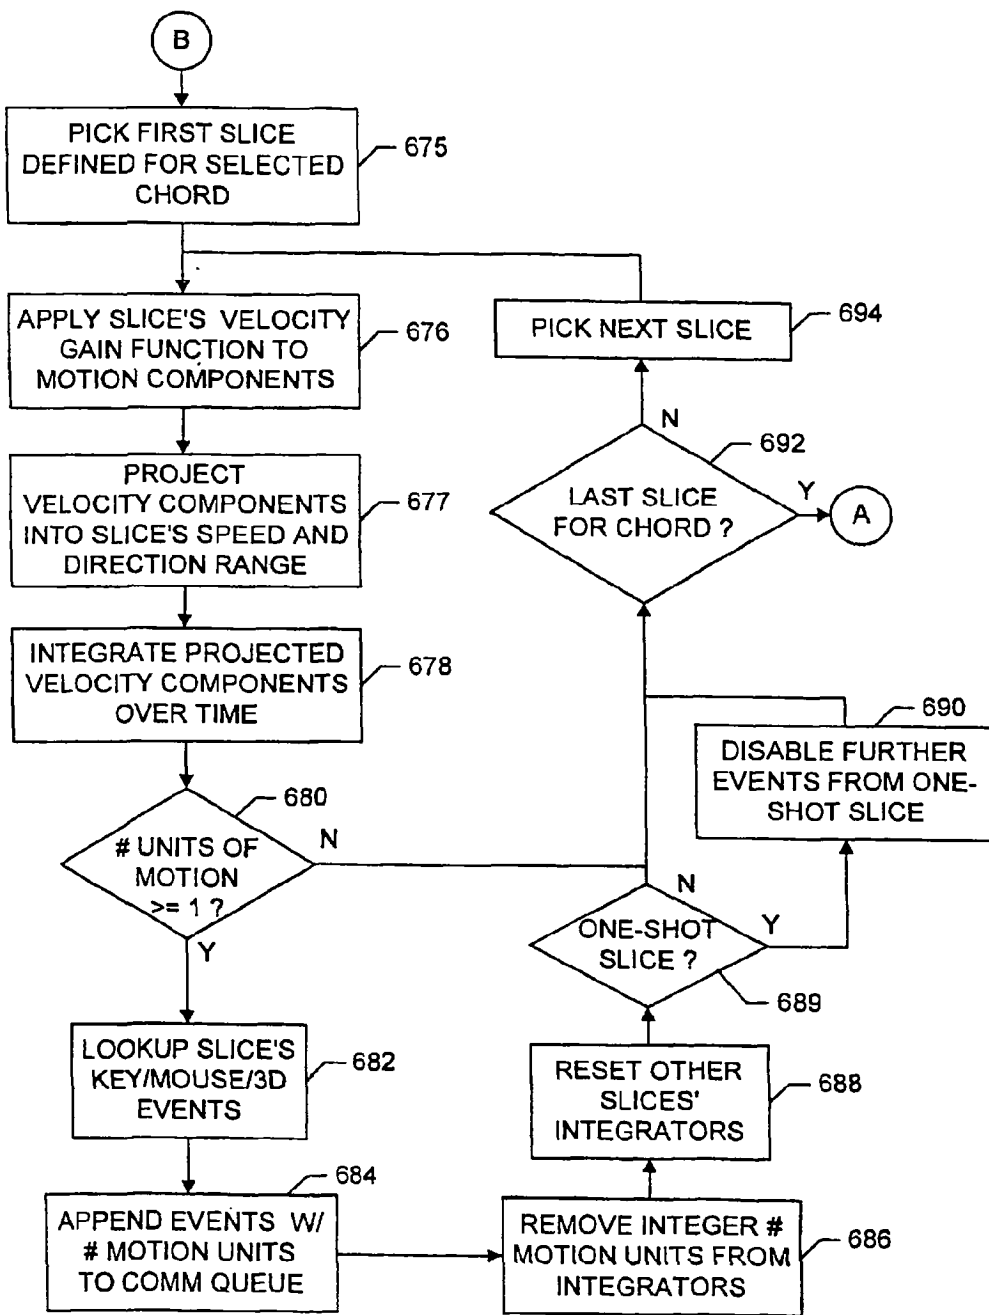 B
PICK FIRST SLICE
DEFINED FOR SELECTED
CHORD
675
APPLY SLICE'S VELOCITY
GAIN FUNCTION TO
MOTION COMPONENTS
676
PROJECT
VELOCITY COMPONENTS
INTO SLICE'S SPEED AND
DIRECTION RANGE
677
INTEGRATE PROJECTED
VELOCITY COMPONENTS
OVER TIME
678
# UNITS OF
MOTION
>= 1 ?
680
N
Y
LOOKUP SLICE'S
KEY/MOUSE/3D
EVENTS
682
APPEND EVENTS W/
# MOTION UNITS
TO COMM QUEUE
684
REMOVE INTEGER #
MOTION UNITS FROM
INTEGRATORS
686
RESET OTHER
SLICES'
INTEGRATORS
688
ONE-SHOT
SLICE ?
689
N
Y
DISABLE FURTHER
EVENTS FROM ONE-
SHOT SLICE
690
LAST SLICE
FOR CHORD ?
692
N
Y
A
PICK NEXT SLICE
694